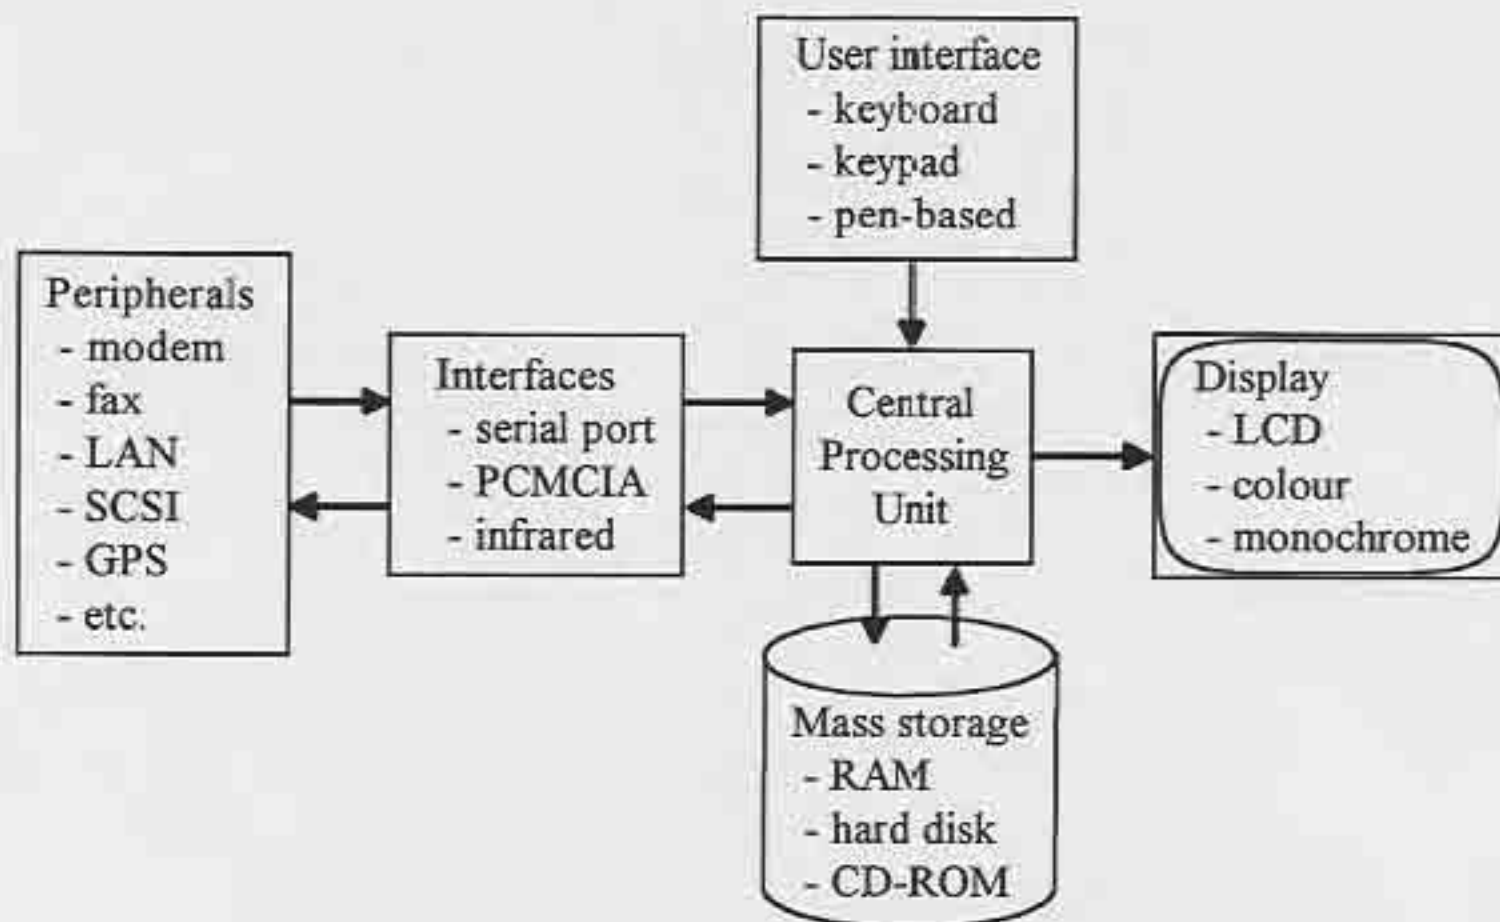 User interface
- keyboard
- keypad
- pen-based
Peripherals
- modem
- fax
- LAN
- SCSI
- GPS
- etc.
Interfaces
- serial port
- PCMCIA
- infrared
Central
Processing
Unit
Display
- LCD
- colour
- monochrome
Mass storage
- RAM
- hard disk
- CD-ROM